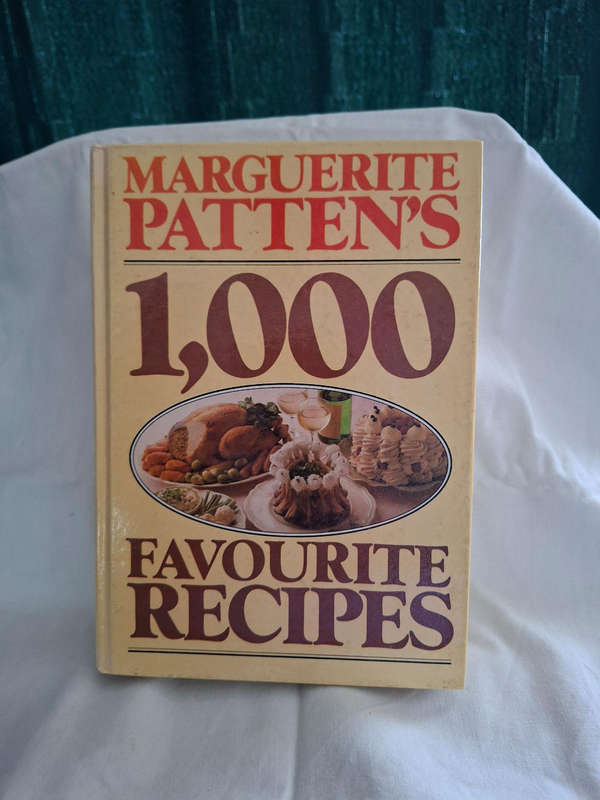 MARGUERITE
PATTEN'S
1,000
FAVOURITE
RECIPES